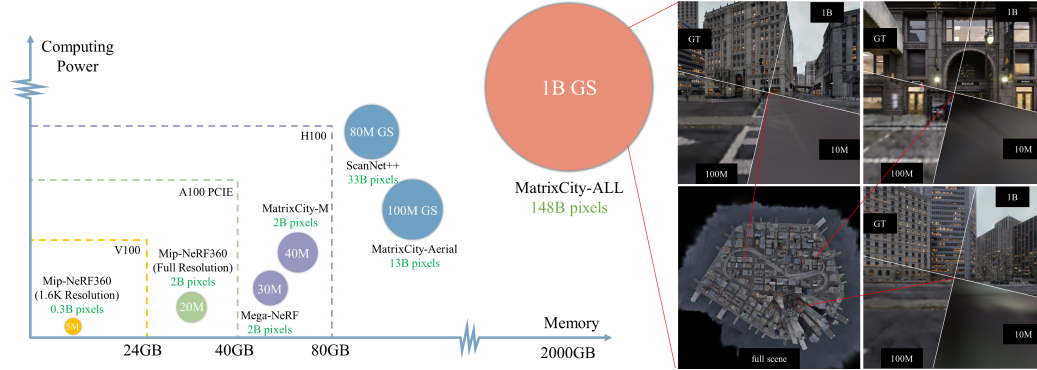 Computing
Power
H100
A100 PCIE
V100
Mip-NeRF360
(1.6K Resolution)
0.3B pixels
5M
Mip-NeRF360
(Full Resolution)
2B pixels
20M
MatrixCity-M
2B pixels
40M
30M
Mega-NeRF
2B pixels
80M GS
ScanNet++
33B pixels
100M GS
MatrixCity-Aerial
13B pixels
1B GS
MatrixCity-ALL
148B pixels
Memory
24GB
40GB
80GB
2000GB
GT
1B
10M
100M
GT
1B
10M
100M
full scene
GT
1B
10M
100M